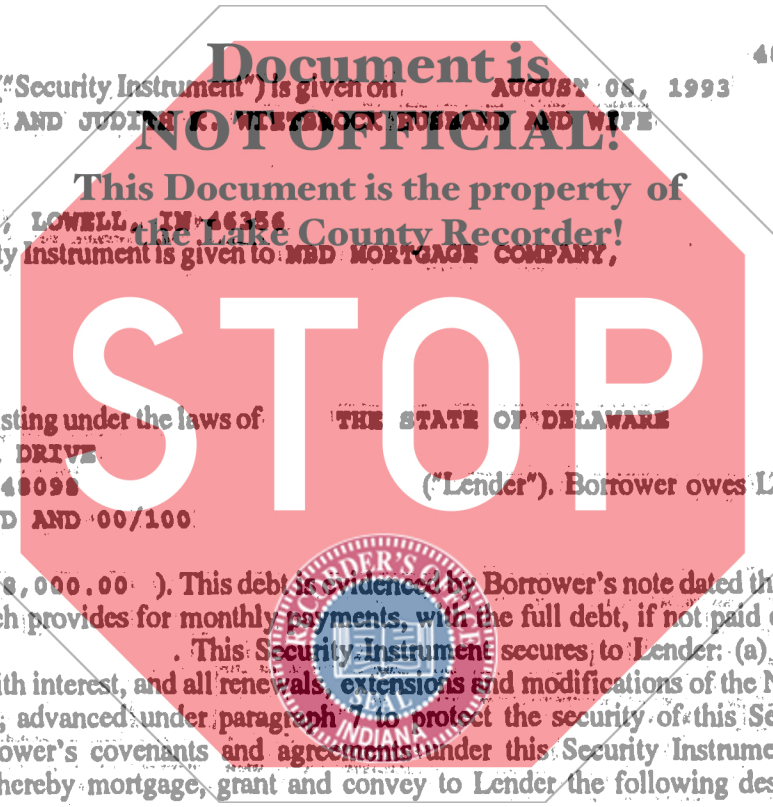 Document is
48
("Security Instrument") is given on AUGUST 06, 1993
AND JUDITH K. HUSBAND AND WIFE
NOT OFFICIAL!
This Document is the property of
, LOWELL, IN 46356
the Lake County Recorder!
ty Instrument is given to NBD MORTGAGE COMPANY,
STOP
sting under the laws of THE STATE OF DELAWARE
DRIVE
48098 ("Lender"). Borrower owes L
D AND 00/100
8,000.00 ). This debt is evidenced by Borrower's note dated th
ch provides for monthly payments, with the full debt, if not paid
. This Security Instrument secures to Lender: (a)
ith interest, and all renewals, extensions and modifications of the N
, advanced under paragraph 7 to protect the security of this Se
ower's covenants and agreements under this Security Instrume
hereby mortgage, grant and convey to Lender the following des
RECORDER'S OFFICE
SEAL
INDIANA